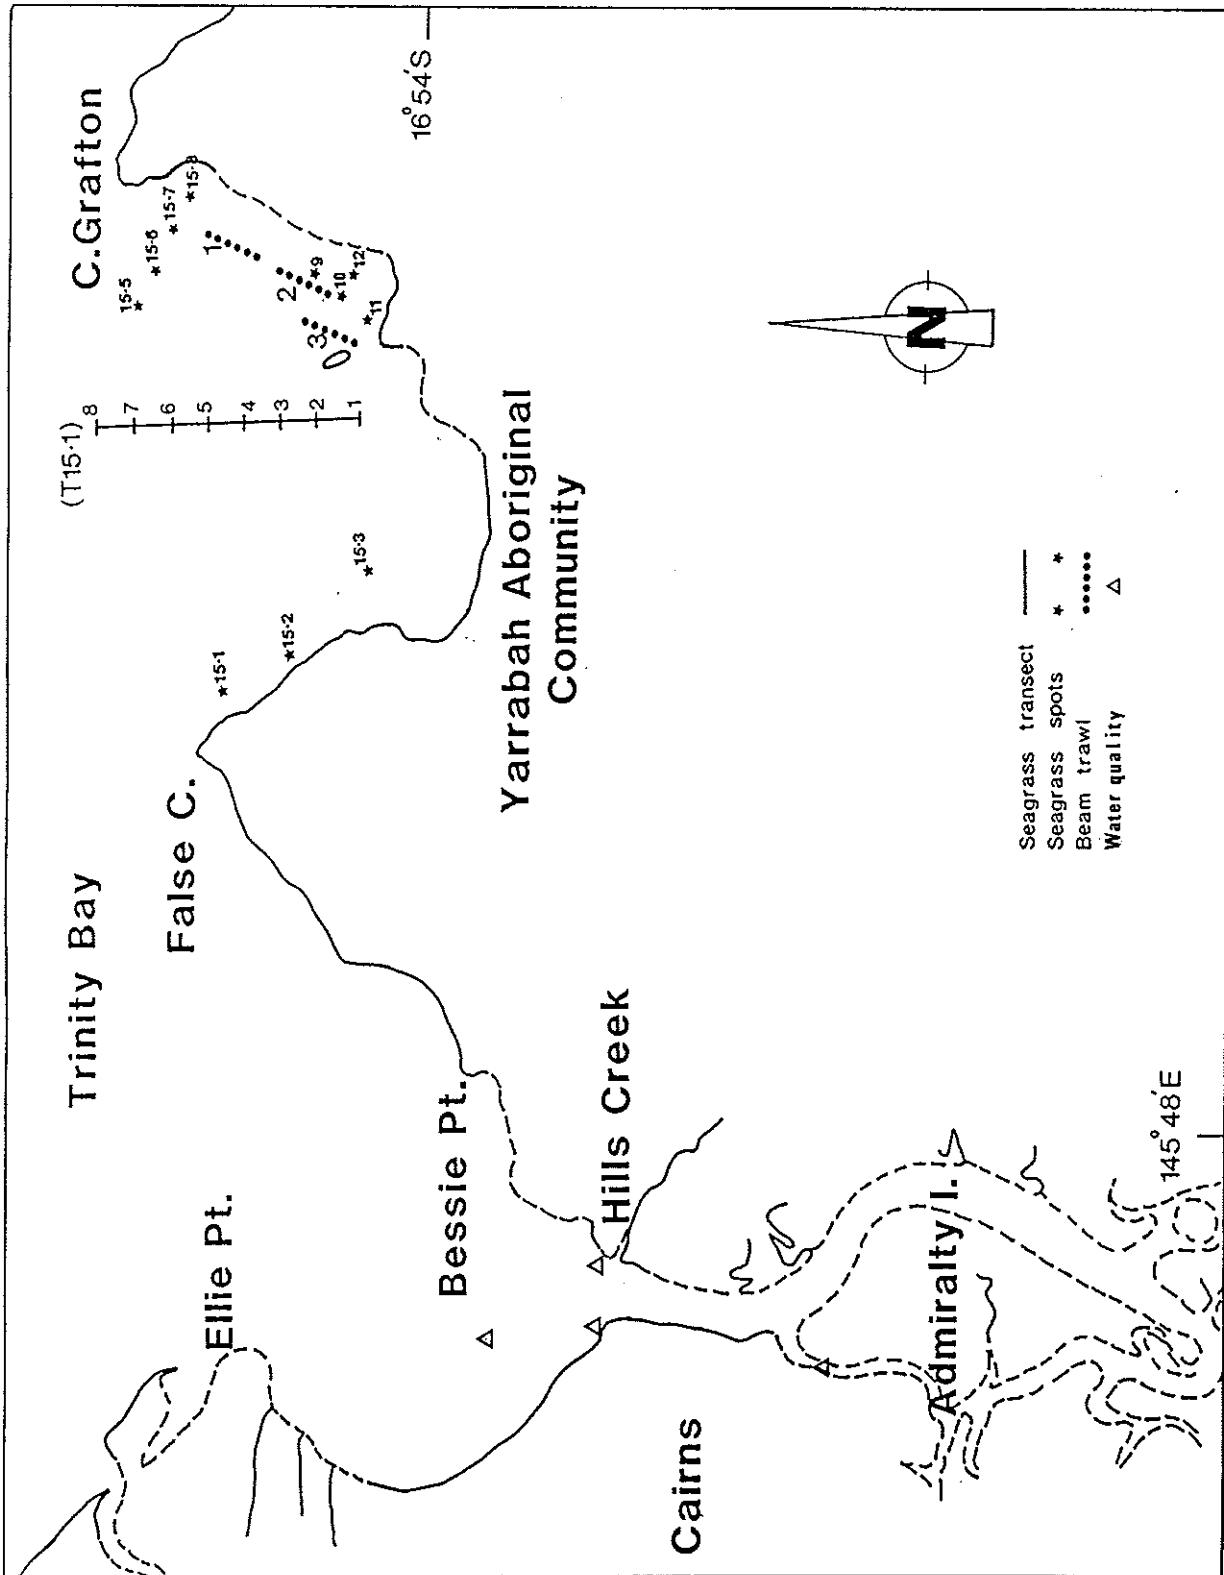 Trinity Bay
Ellie Pt.
False C.
C.Grafton
(T15·1)
8
7
6
5
4
3
2
1
15·5
15·6
15·7
15·8
1
2
3
9
10
12
11
16°54′S
15·1
15·2
15·3
Bessie Pt.
Yarrabah Aboriginal
Community
Hills Creek
Cairns
Admiralty I.
145°48′E
N
Seagrass transect
Seagrass spots
Beam trawl
Water quality